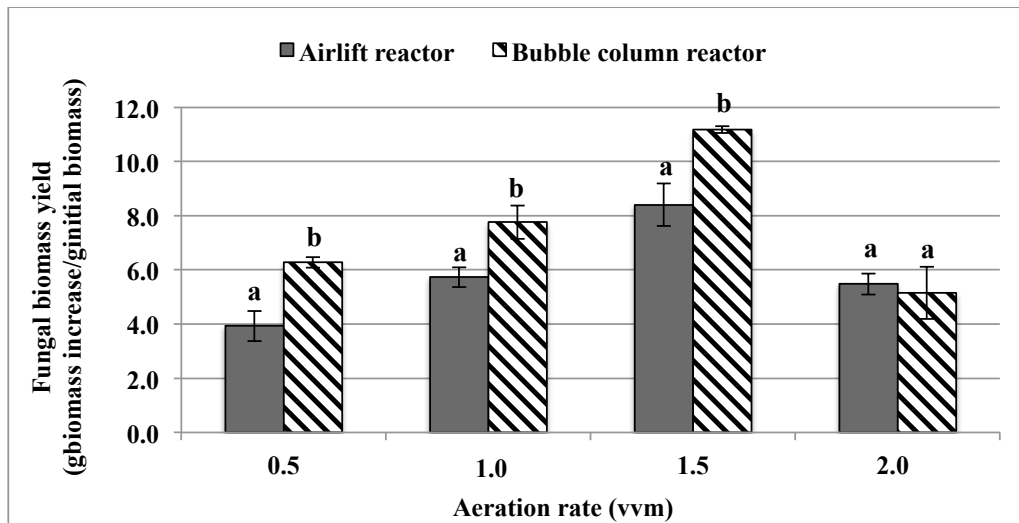 Airlift reactor Bubble column reactor
Fungal biomass yield
(gbiomass increase/ginitial biomass)
12.0
10.0
8.0
6.0
4.0
2.0
0.0
a b
a b
a b
a a
0.5 1.0 1.5 2.0
Aeration rate (vvm)